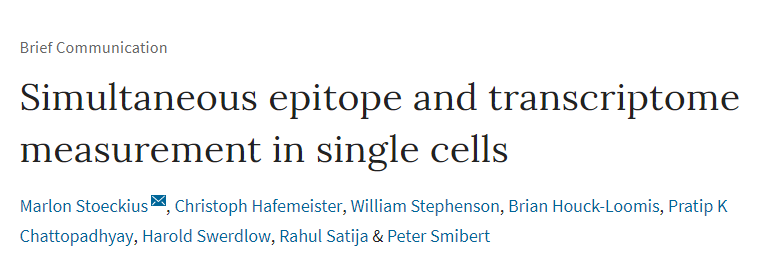 Brief Communication
Simultaneous epitope and transcriptome
measurement in single cells
Marlon Stoeckius, Christoph Hafemeister, William Stephenson, Brian Houck-Loomis, Pratip K
Chattopadhyay, Harold Swerdlow, Rahul Satija & Peter Smibert